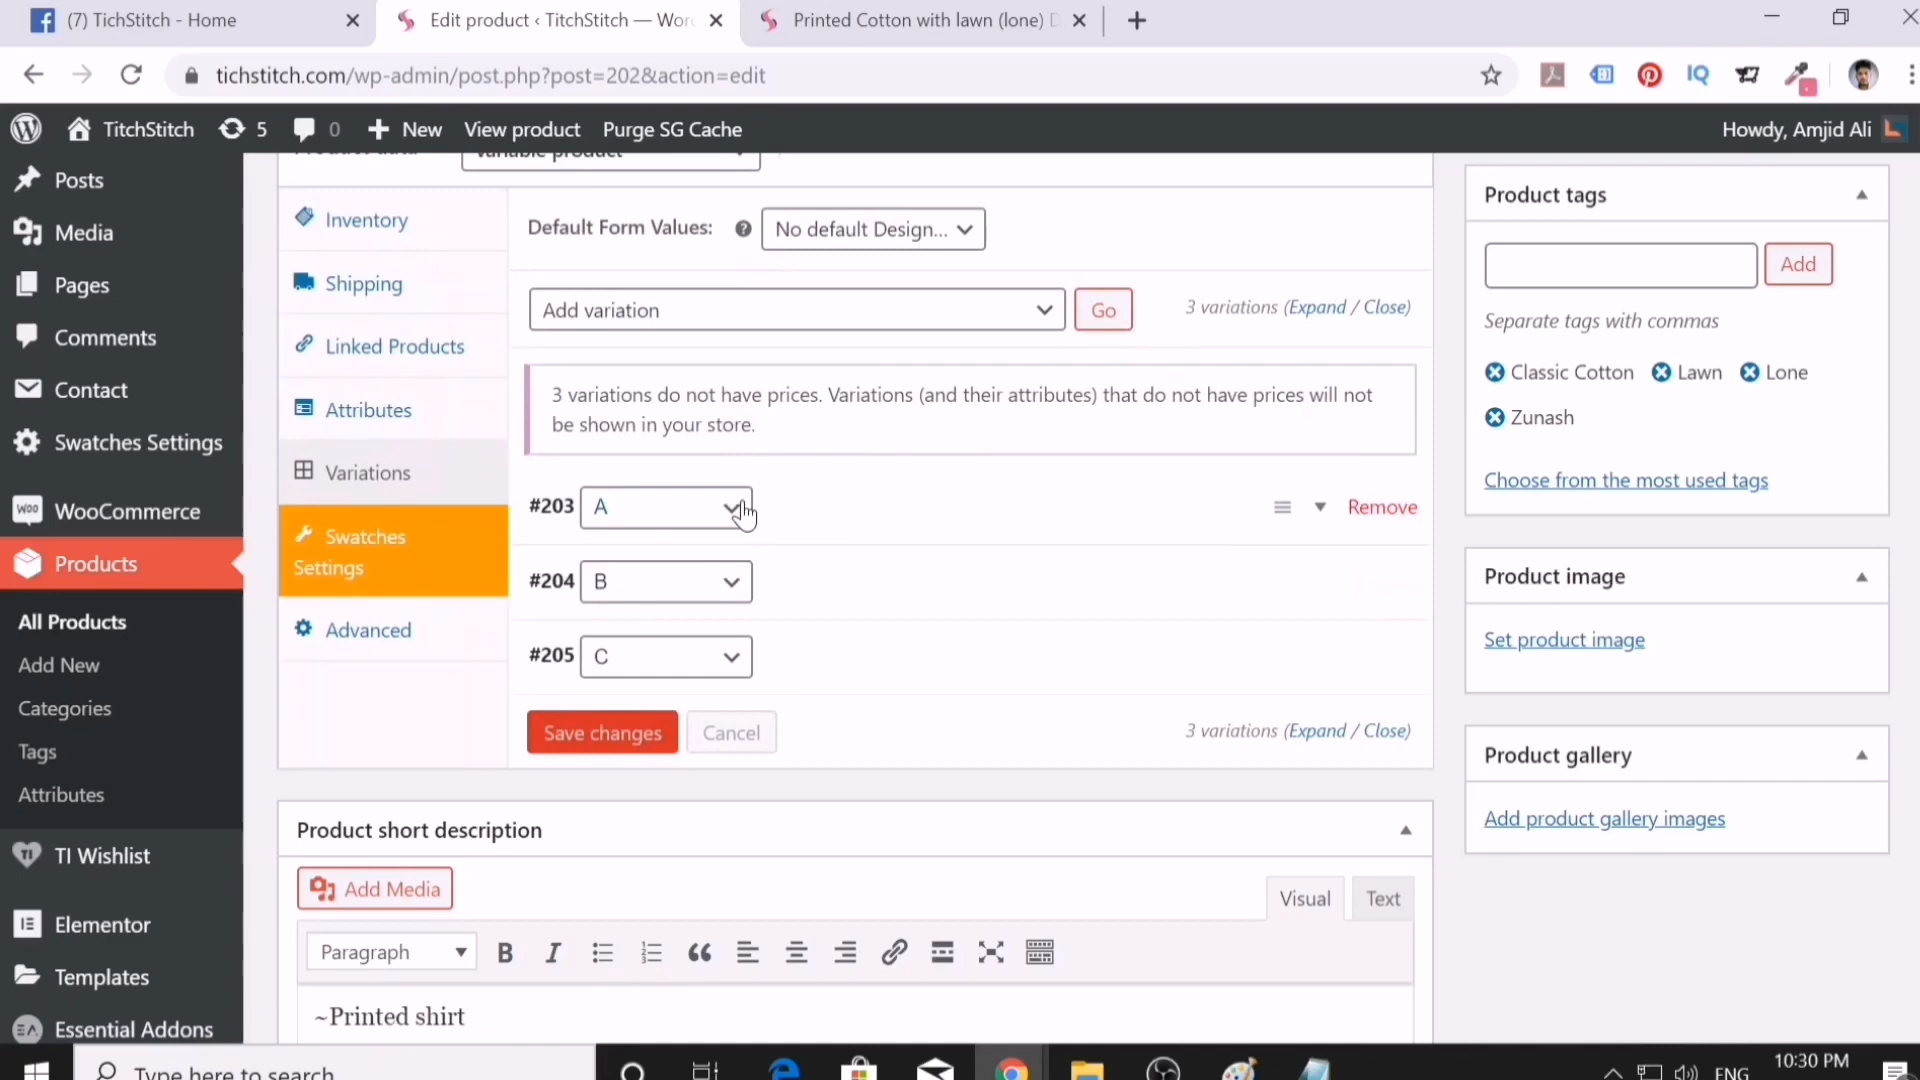 (7) TichStitch - Home
Edit product ‹ TitchStitch — Wor
Printed Cotton with lawn (lone) D
tichstitch.com/wp-admin/post.php?post=202&action=edit
TitchStitch 5 0 New View product Purge SG Cache Howdy, Amjid Ali
Posts
Media
Pages
Comments
Contact
Swatches Settings
WooCommerce
Products
All Products
Add New
Categories
Tags
Attributes
TI Wishlist
Elementor
Templates
Essential Addons
Inventory
Shipping
Linked Products
Attributes
Variations
Swatches
Settings
Advanced
Default Form Values: No default Design...
Add variation Go 3 variations (Expand / Close)
3 variations do not have prices. Variations (and their attributes) that do not have prices will not
be shown in your store.
#203 A Remove
#204 B
#205 C
Save changes Cancel 3 variations (Expand / Close)
Product short description
Add Media Visual Text
Paragraph
~Printed shirt
Product tags
Add
Separate tags with commas
Classic Cotton Lawn Lone
Zunash
Choose from the most used tags
Product image
Set product image
Product gallery
Add product gallery images
Type here to search
ENG 10:30 PM